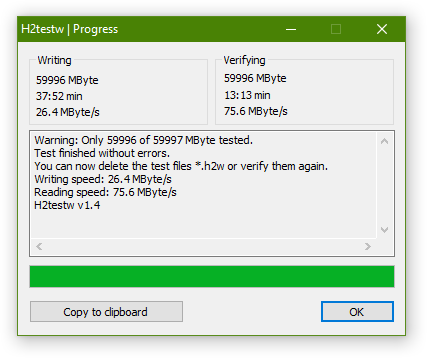 H2testw | Progress
Writing
59996 MByte
37:52 min
26.4 MByte/s
Verifying
59996 MByte
13:13 min
75.6 MByte/s
Warning: Only 59996 of 59997 MByte tested.
Test finished without errors.
You can now delete the test files *.h2w or verify them again.
Writing speed: 26.4 MByte/s
Reading speed: 75.6 MByte/s
H2testw v1.4
Copy to clipboard
OK